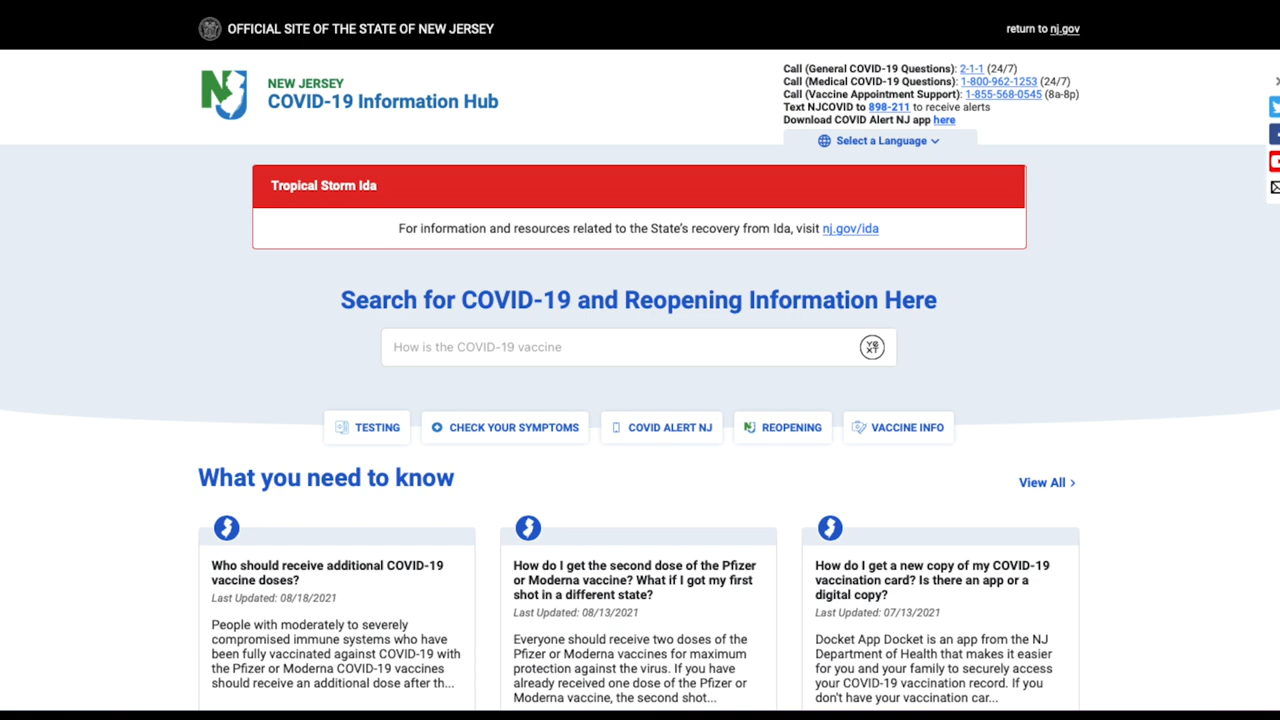 OFFICIAL SITE OF THE STATE OF NEW JERSEY
return to nj.gov
NJ
NEW JERSEY
COVID-19 Information Hub
Call (General COVID-19 Questions): 2-1-1 (24/7)
Call (Medical COVID-19 Questions): 1-800-962-1253 (24/7)
Call (Vaccine Appointment Support): 1-855-568-0545 (8a-8p)
Text NJCOVID to 898-211 to receive alerts
Download COVID Alert NJ app here
Select a Language
Tropical Storm Ida
For information and resources related to the State's recovery from Ida, visit nj.gov/ida
Search for COVID-19 and Reopening Information Here
How is the COVID-19 vaccine
YEXT
TESTING
CHECK YOUR SYMPTOMS
COVID ALERT NJ
REOPENING
VACCINE INFO
What you need to know
View All
Who should receive additional COVID-19
vaccine doses?
Last Updated: 08/18/2021
People with moderately to severely
compromised immune systems who have
been fully vaccinated against COVID-19 with
the Pfizer or Moderna COVID-19 vaccines
should receive an additional dose after th...
How do I get the second dose of the Pfizer
or Moderna vaccine? What if I got my first
shot in a different state?
Last Updated: 08/13/2021
Everyone should receive two doses of the
Pfizer or Moderna vaccines for maximum
protection against the virus. If you have
already received one dose of the Pfizer or
Moderna vaccine, the second shot...
How do I get a new copy of my COVID-19
vaccination card? Is there an app or a
digital copy?
Last Updated: 07/13/2021
Docket App Docket is an app from the NJ
Department of Health that makes it easier
for you and your family to securely access
your COVID-19 vaccination record. If you
don't have your vaccination car...